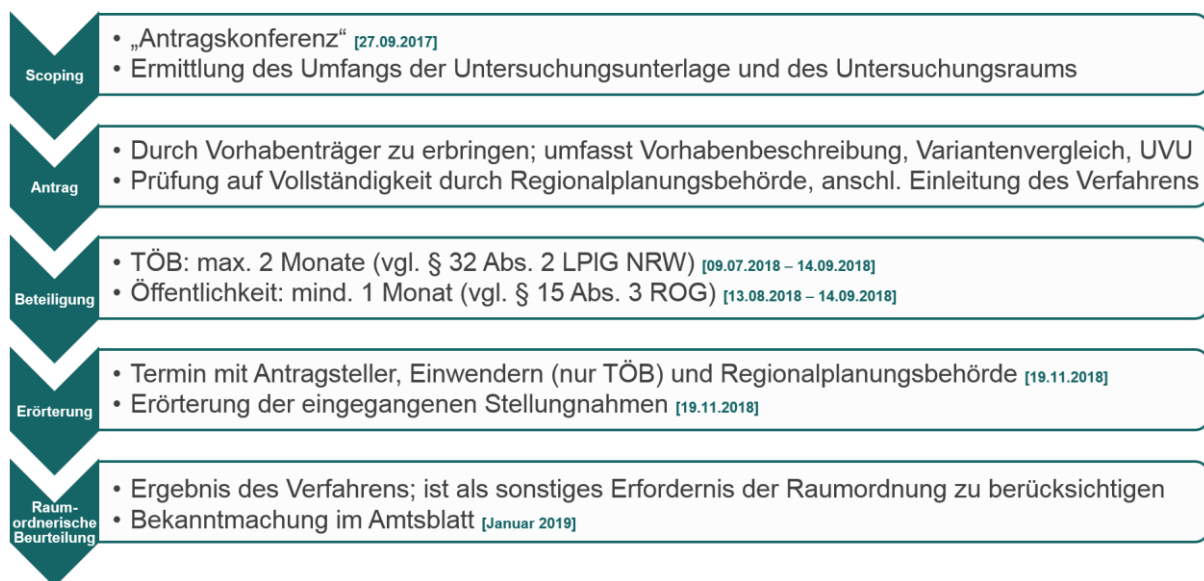 Scoping
• „Antragskonferenz“ [27.09.2017]
• Ermittlung des Umfangs der Untersuchungsunterlage und des Untersuchungsraums
Antrag
• Durch Vorhabenträger zu erbringen; umfasst Vorhabenbeschreibung, Variantenvergleich, UVU
• Prüfung auf Vollständigkeit durch Regionalplanungsbehörde, anschl. Einleitung des Verfahrens
Beteiligung
• TÖB: max. 2 Monate (vgl. § 32 Abs. 2 LPlG NRW) [09.07.2018 – 14.09.2018]
• Öffentlichkeit: mind. 1 Monat (vgl. § 15 Abs. 3 ROG) [13.08.2018 – 14.09.2018]
Erörterung
• Termin mit Antragsteller, Einwendern (nur TÖB) und Regionalplanungsbehörde [19.11.2018]
• Erörterung der eingegangenen Stellungnahmen [19.11.2018]
Raum-
ordnerische
Beurteilung
• Ergebnis des Verfahrens; ist als sonstiges Erfordernis der Raumordnung zu berücksichtigen
• Bekanntmachung im Amtsblatt [Januar 2019]